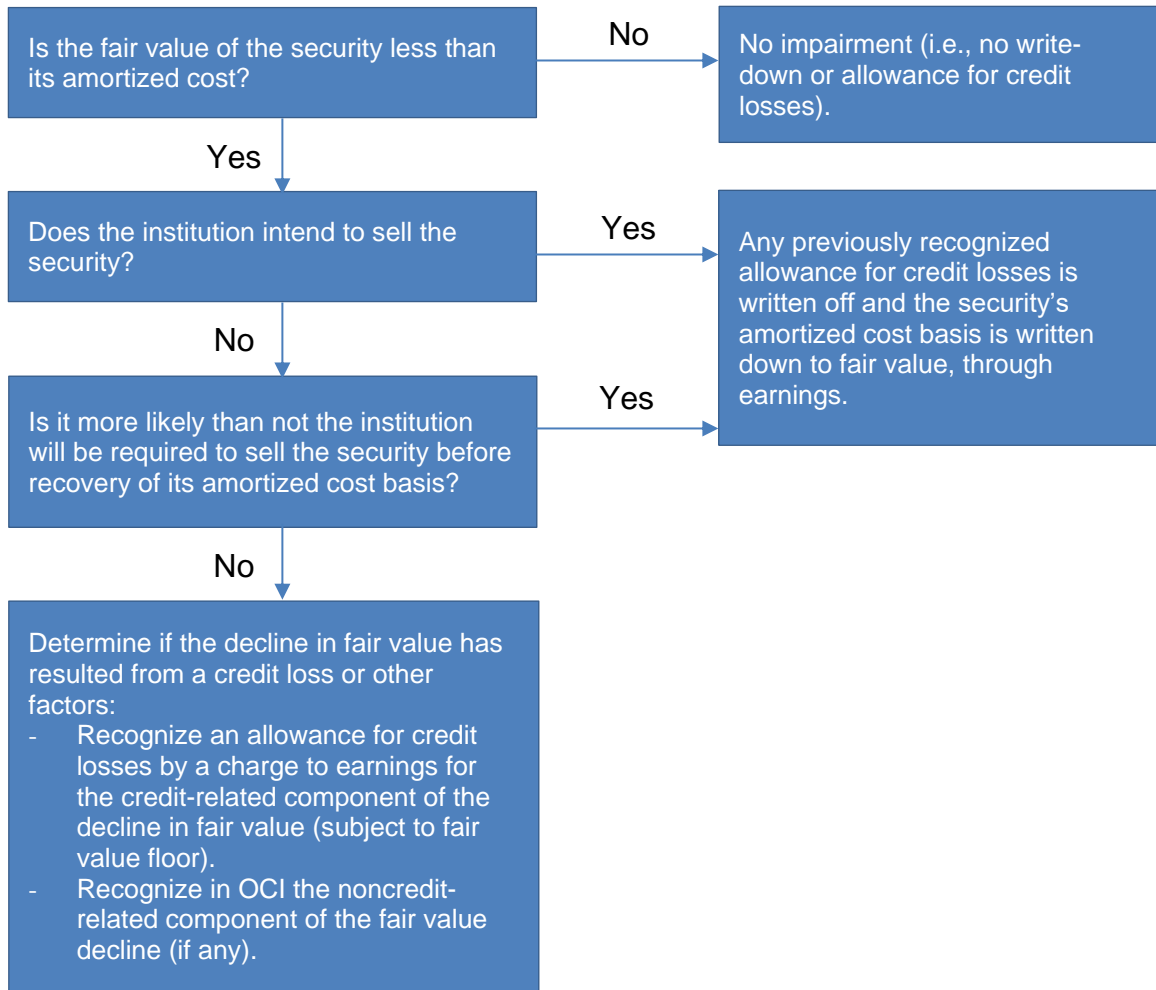 Is the fair value of the security less than
its amortized cost?
No
No impairment (i.e., no write-
down or allowance for credit
losses).
Yes
Does the institution intend to sell the
security?
Yes
Any previously recognized
allowance for credit losses is
written off and the security’s
amortized cost basis is written
down to fair value, through
earnings.
No
Is it more likely than not the institution
will be required to sell the security before
recovery of its amortized cost basis?
Yes
No
Determine if the decline in fair value has
resulted from a credit loss or other
factors:
- Recognize an allowance for credit
losses by a charge to earnings for
the credit-related component of the
decline in fair value (subject to fair
value floor).
- Recognize in OCI the noncredit-
related component of the fair value
decline (if any).